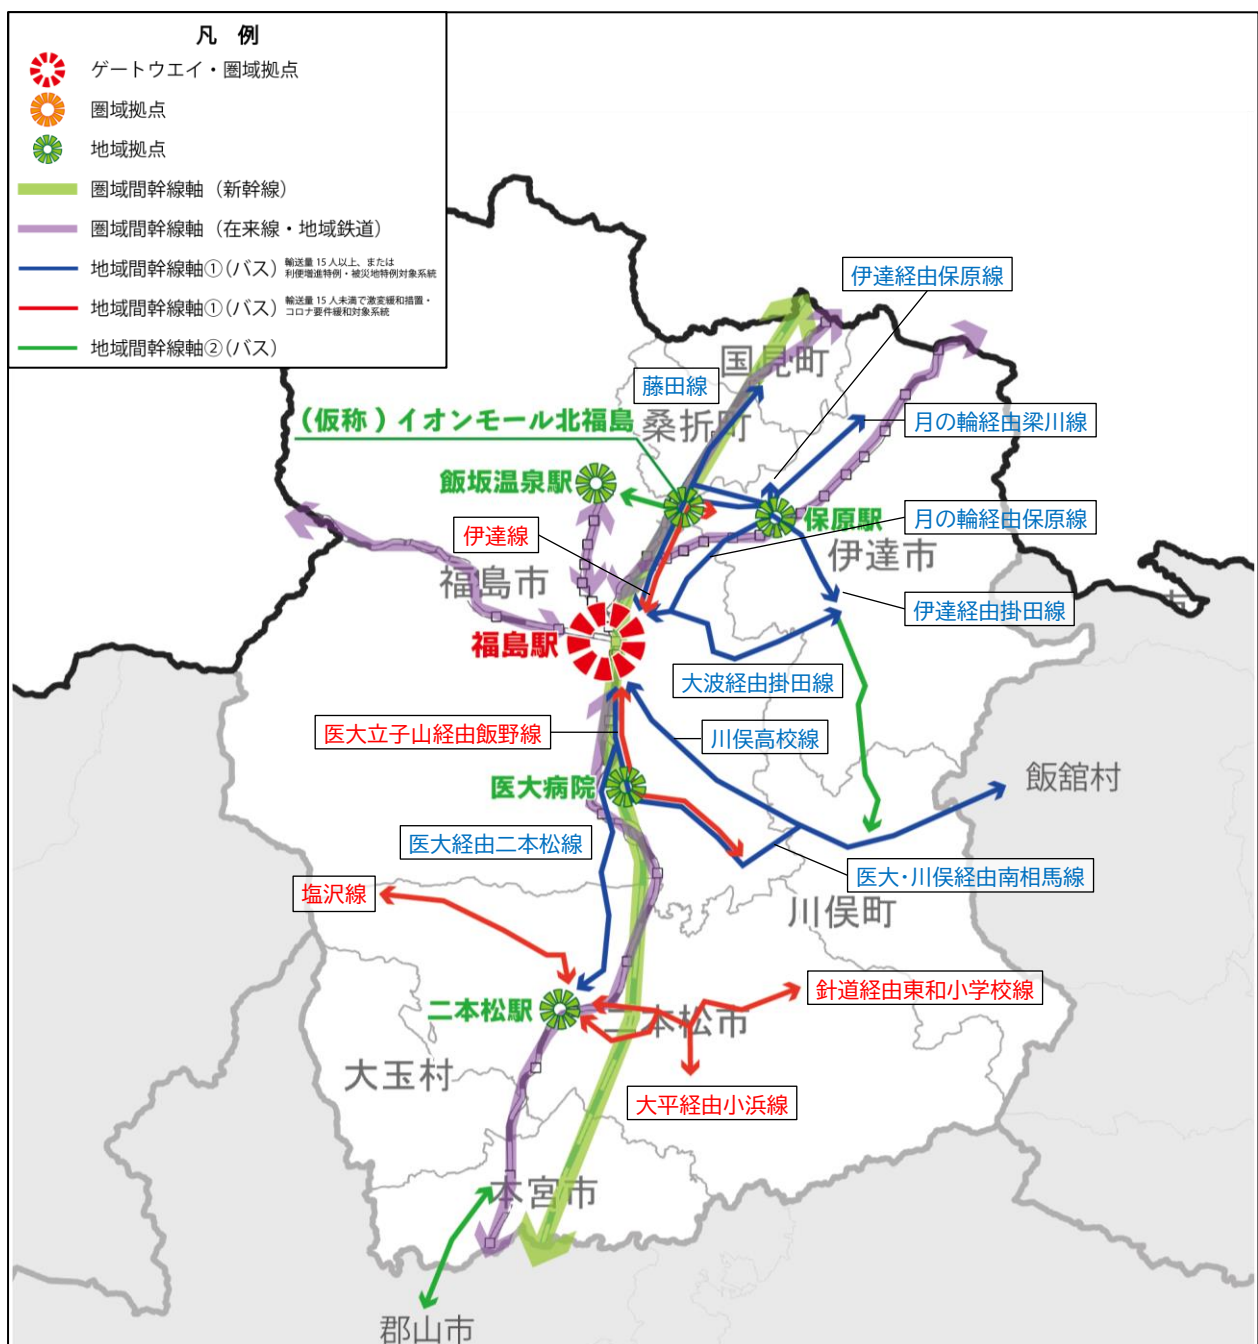 凡 例
ゲートウエイ・圏域拠点
圏域拠点
地域拠点
圏域間幹線軸（新幹線）
圏域間幹線軸（在来線・地域鉄道）
地域間幹線軸①(バス) 輸送量 15 人以上、または
利便増進特例・被災地特例対象系統
地域間幹線軸①(バス) 輸送量 15 人未満で激変緩和措置・
コロナ要件緩和対象系統
地域間幹線軸②(バス)
伊達経由保原線
国見町
藤田線
(仮称)イオンモール北福島
桑折町
月の輪経由梁川線
飯坂温泉駅
保原駅
月の輪経由保原線
伊達線
伊達市
福島市
伊達経由掛田線
福島駅
大波経由掛田線
医大立子山経由飯野線
川俣高校線
飯舘村
医大病院
医大経由二本松線
医大・川俣経由南相馬線
塩沢線
川俣町
針道経由東和小学校線
二本松駅
二本松市
大玉村
大平経由小浜線
本宮市
郡山市